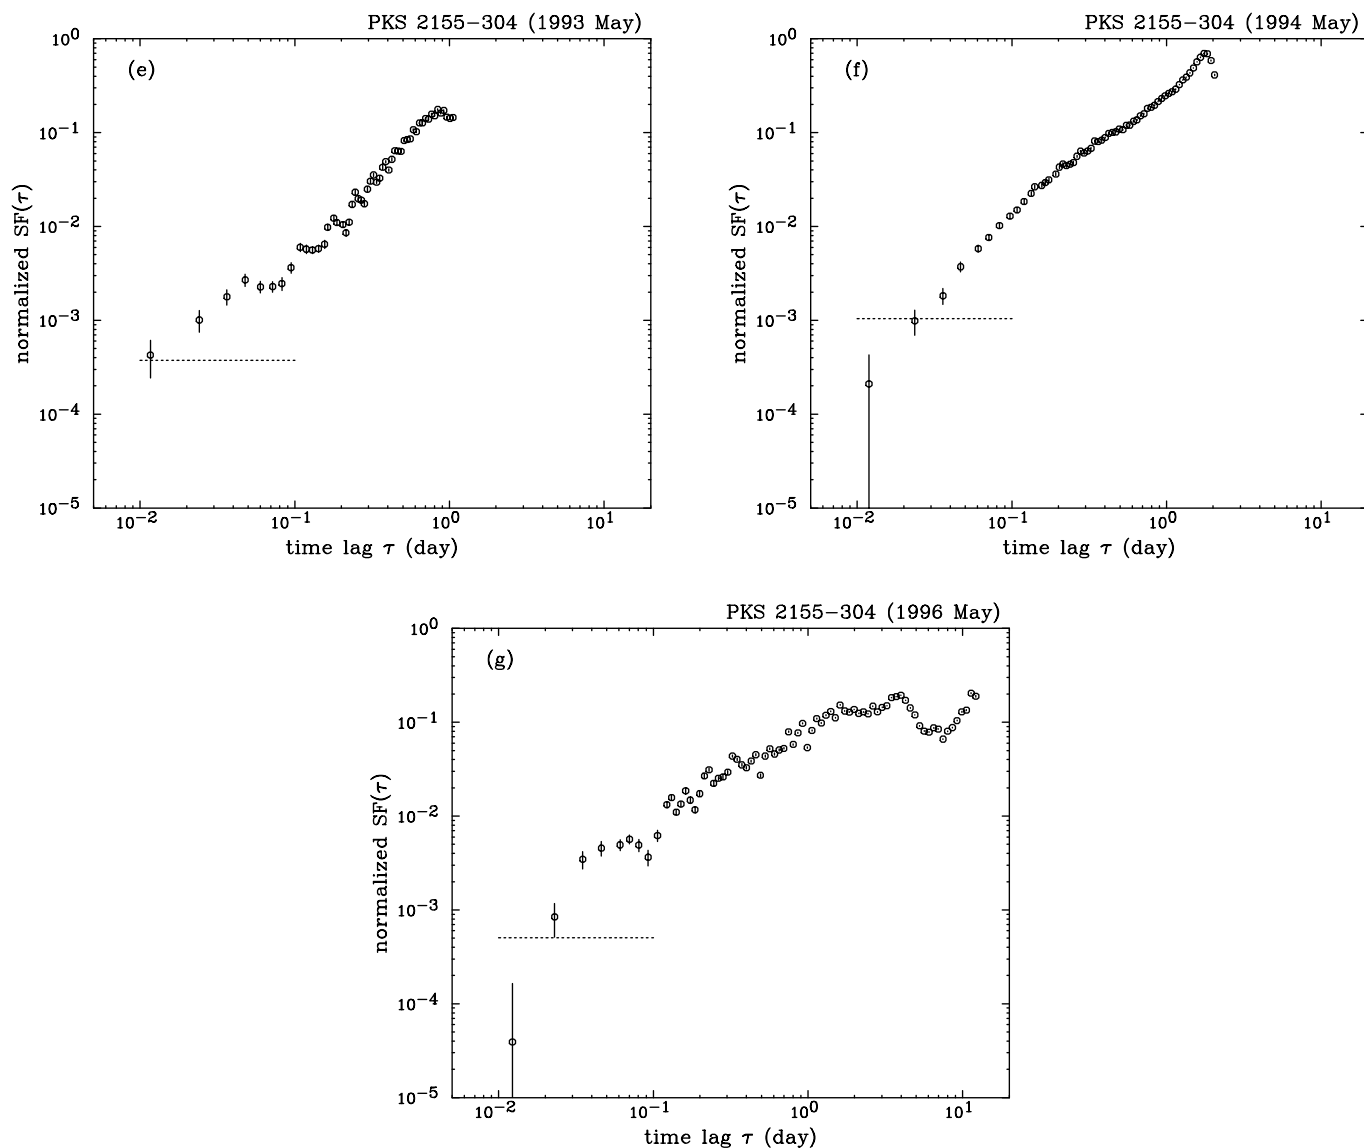 PKS 2155−304 (1993 May)
(e)
10^0
10^−1
10^−2
10^−3
10^−4
10^−5
normalized SF(τ)
10^−2 10^−1 10^0 10^1
time lag τ (day)
PKS 2155−304 (1994 May)
(f)
10^0
10^−1
10^−2
10^−3
10^−4
10^−5
normalized SF(τ)
10^−2 10^−1 10^0 10^1
time lag τ (day)
PKS 2155−304 (1996 May)
(g)
10^0
10^−1
10^−2
10^−3
10^−4
10^−5
normalized SF(τ)
10^−2 10^−1 10^0 10^1
time lag τ (day)